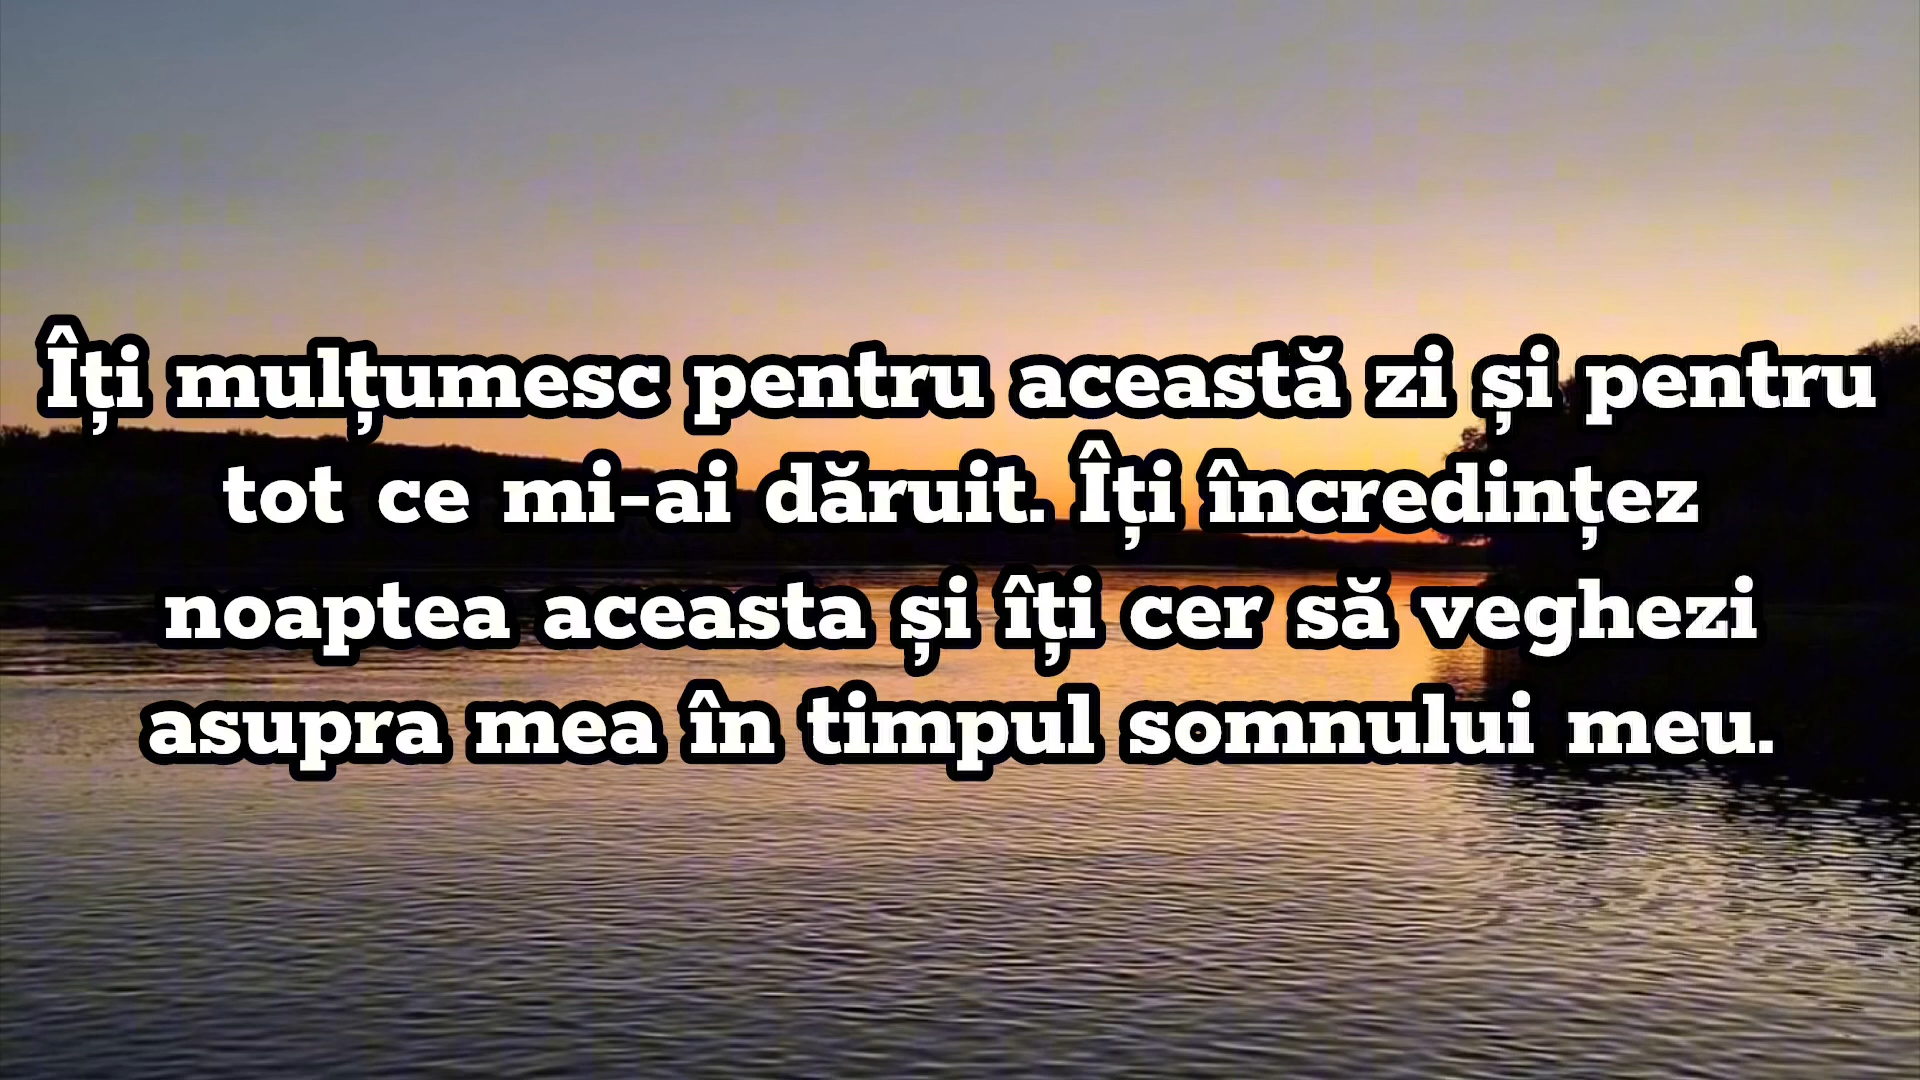 Îți mulțumesc pentru această zi și pentru
tot ce mi-ai dăruit. Îți încredințez
noaptea aceasta și îți cer să veghezi
asupra mea în timpul somnului meu.